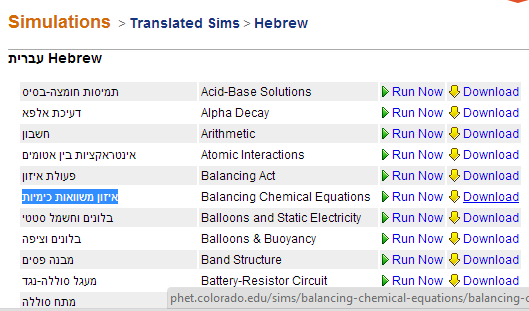 Simulations > Translated Sims > Hebrew
עברית Hebrew
תמיסות חומצה-בסיס Acid-Base Solutions Run Now Download
דעיכת אלפא Alpha Decay Run Now Download
חשבון Arithmetic Run Now Download
אינטראקציות בין אטומים Atomic Interactions Run Now Download
פעולת איזון Balancing Act Run Now Download
איזון משוואות כימיות Balancing Chemical Equations Run Now Download
בלונים וחשמל סטטי Balloons and Static Electricity Run Now Download
בלונים וציפה Balloons & Buoyancy Run Now Download
מבנה פסים Band Structure Run Now Download
מעגל סוללה-נגד Battery-Resistor Circuit Run Now Download
מתח סוללה
phet.colorado.edu/sims/balancing-chemical-equations/balancing-c